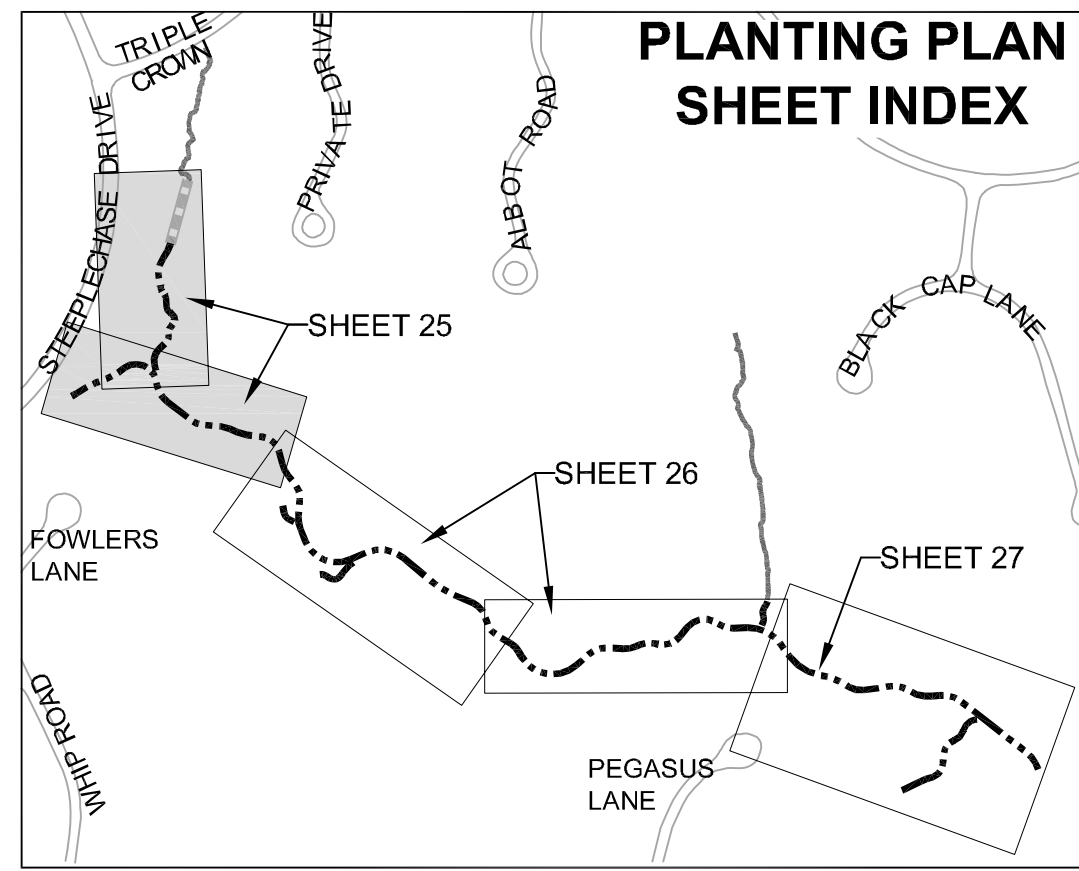 PLANTING PLAN
SHEET INDEX
TRIPLE
CROWN
PRIVATE DRIVE
ALBOT ROAD
STEEPLECHASE DRIVE
BLACK CAP LANE
SHEET 25
SHEET 26
FOWLERS
LANE
SHEET 27
WHIP ROAD
PEGASUS
LANE